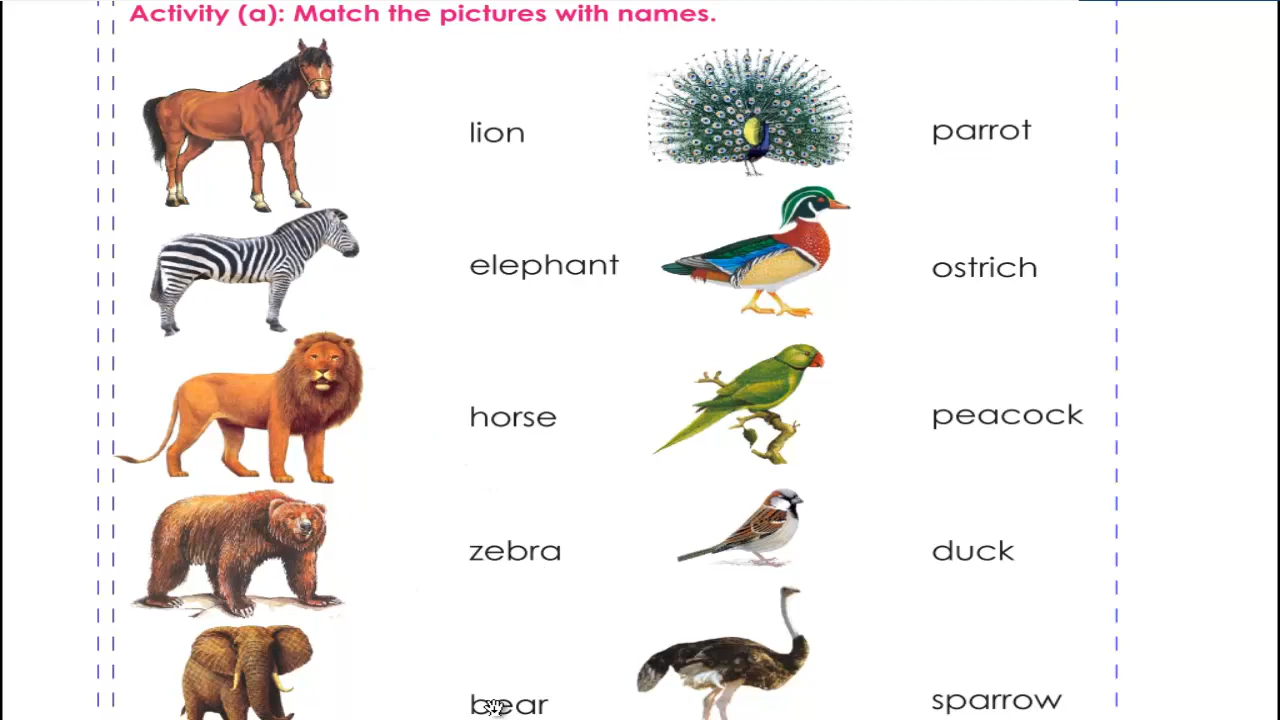 Activity (a): Match the pictures with names.
lion
parrot
elephant
ostrich
horse
peacock
zebra
duck
bear
sparrow